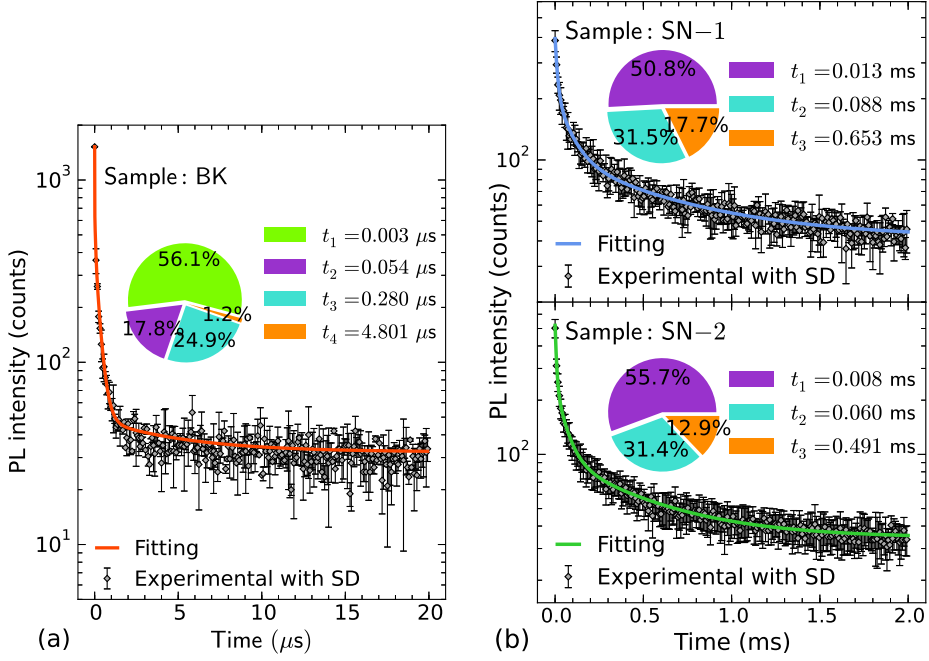 Sample: BK
t₁ =0.003 μs
t₂ =0.054 μs
t₃ =0.280 μs
t₄ =4.801 μs
56.1%
1.2%
17.8%
24.9%
10³
10²
10¹
PL intensity (counts)
Fitting
Experimental with SD
0 5 10 15 20
(a) Time (μs)
Sample: SN−1
50.8%
17.7%
31.5%
t₁ =0.013 ms
t₂ =0.088 ms
t₃ =0.653 ms
10²
PL intensity (counts)
Fitting
Experimental with SD
Sample: SN−2
55.7%
12.9%
31.4%
t₁ =0.008 ms
t₂ =0.060 ms
t₃ =0.491 ms
10²
PL intensity (counts)
Fitting
Experimental with SD
0.0 0.5 1.0 1.5 2.0
(b) Time (ms)